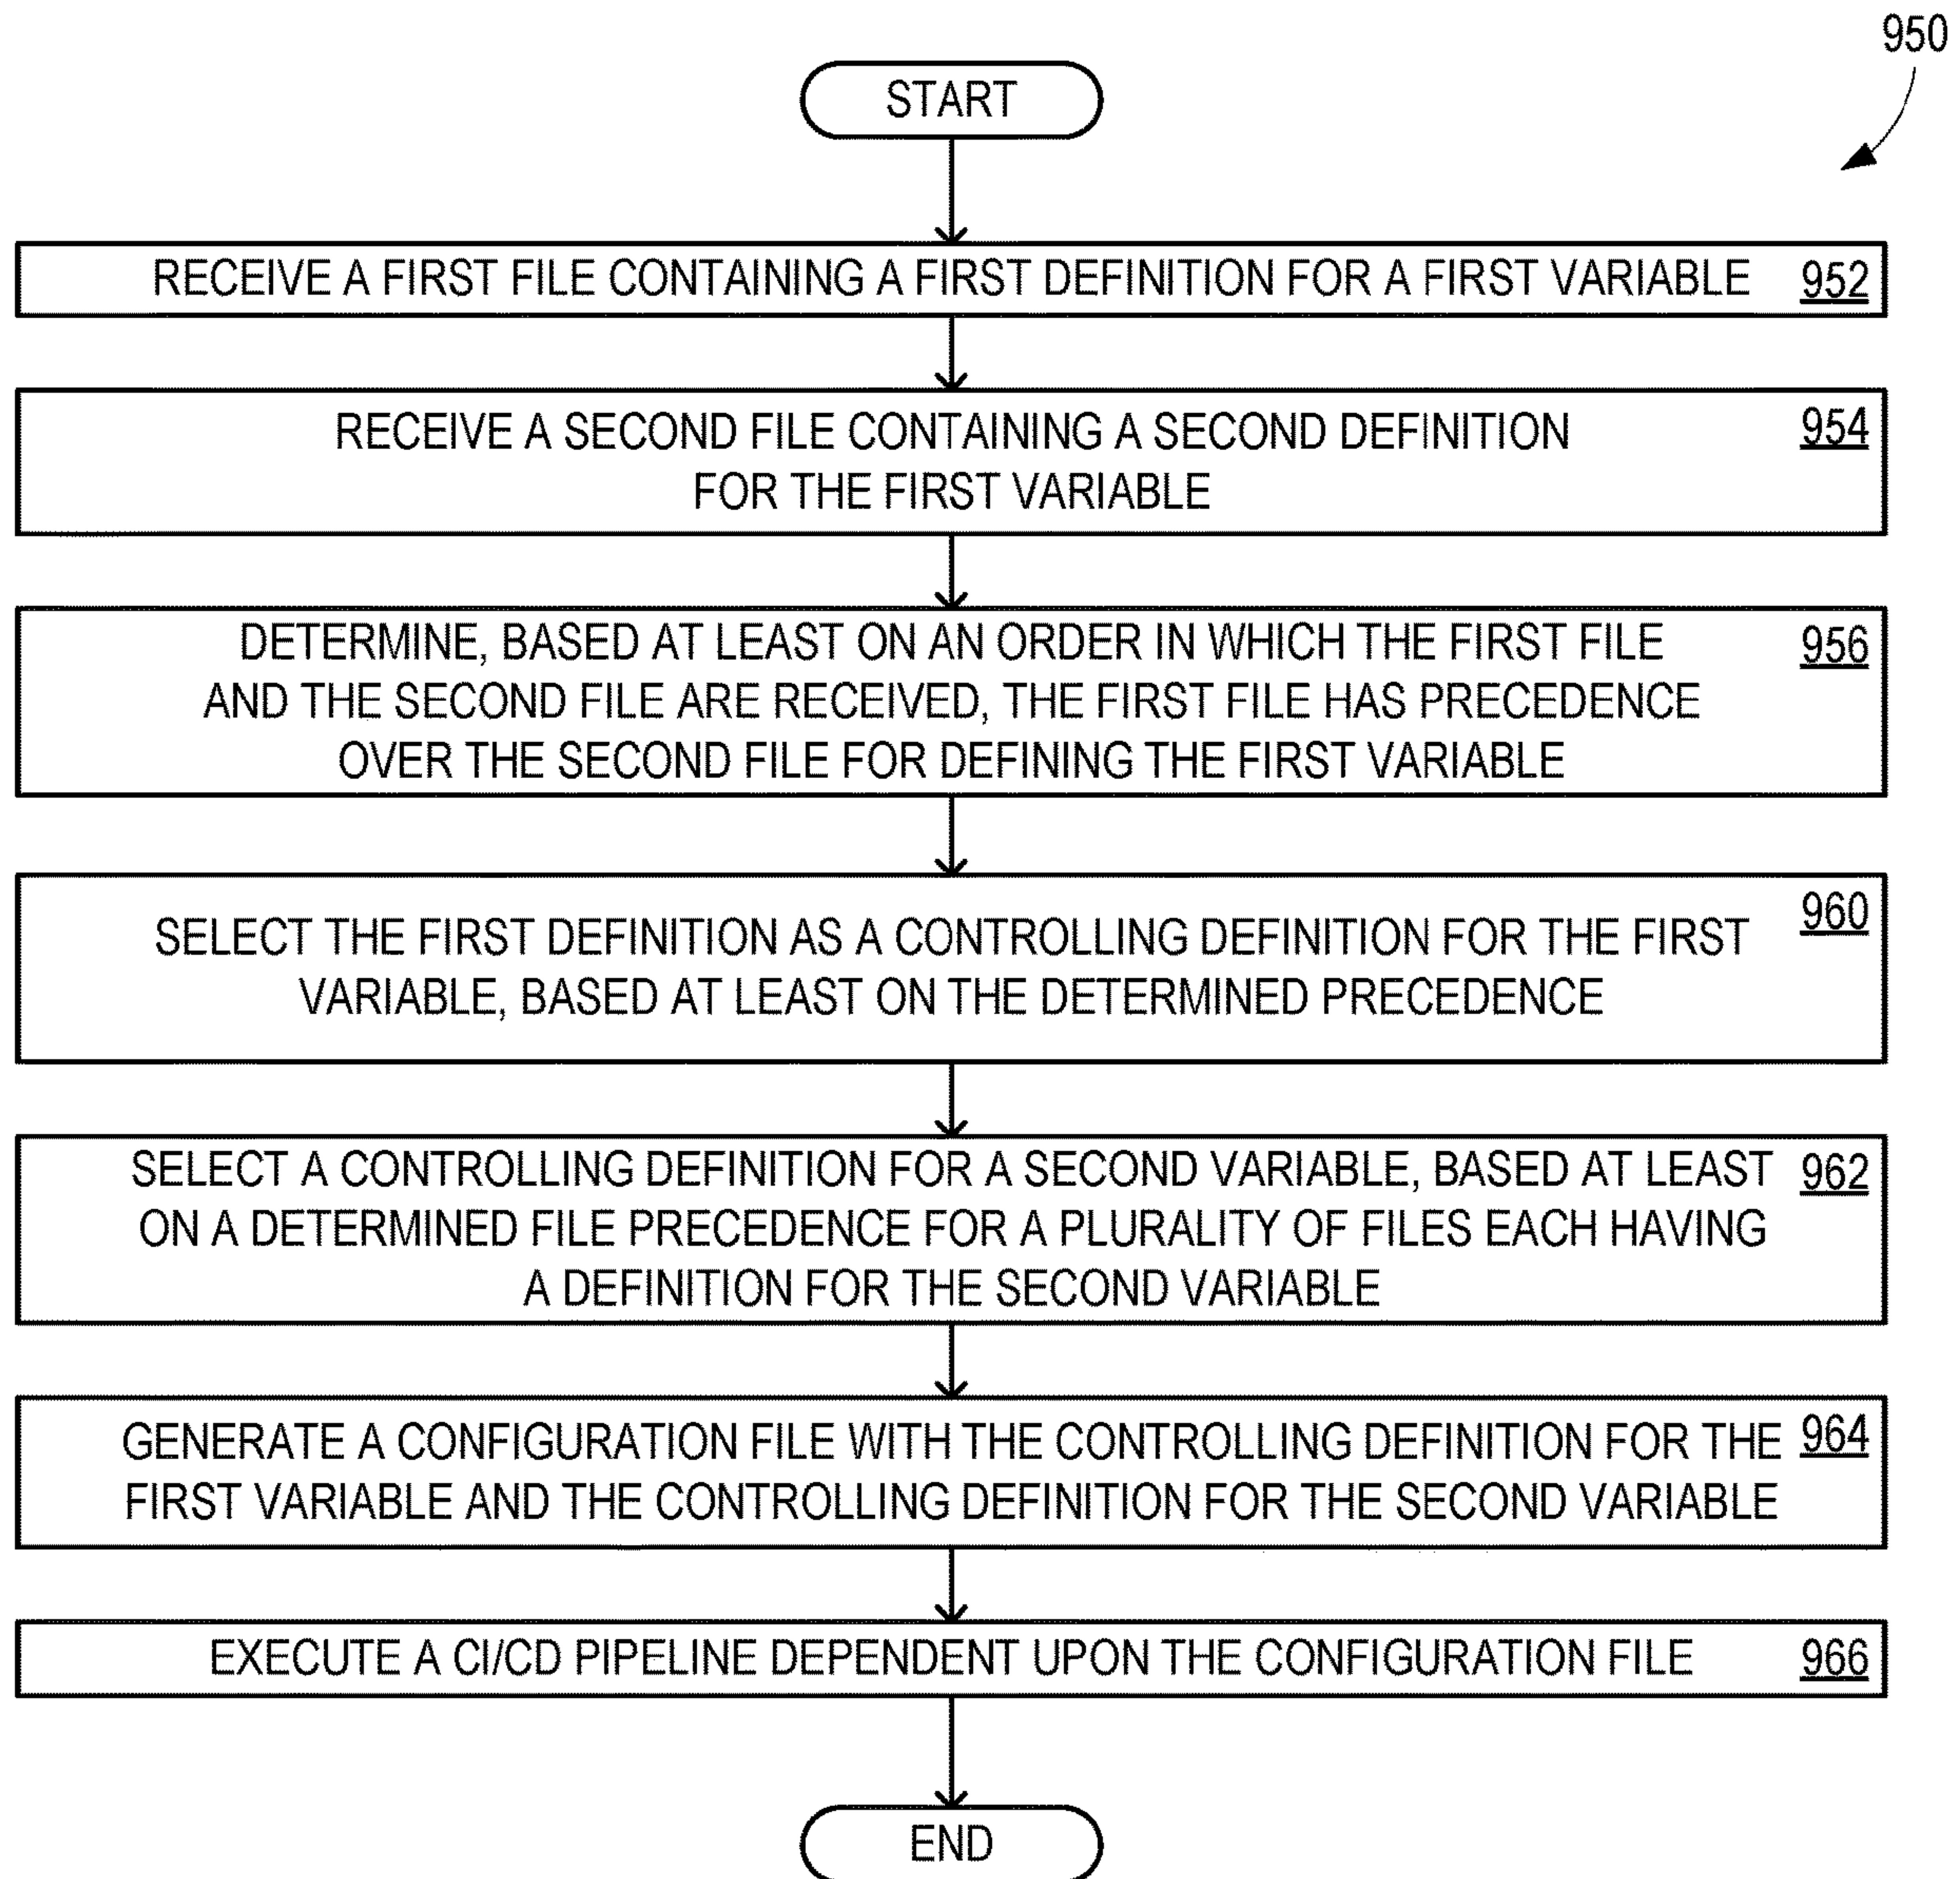 950
START
RECEIVE A FIRST FILE CONTAINING A FIRST DEFINITION FOR A FIRST VARIABLE 952
RECEIVE A SECOND FILE CONTAINING A SECOND DEFINITION 954
FOR THE FIRST VARIABLE
DETERMINE, BASED AT LEAST ON AN ORDER IN WHICH THE FIRST FILE 956
AND THE SECOND FILE ARE RECEIVED, THE FIRST FILE HAS PRECEDENCE
OVER THE SECOND FILE FOR DEFINING THE FIRST VARIABLE
SELECT THE FIRST DEFINITION AS A CONTROLLING DEFINITION FOR THE FIRST 960
VARIABLE, BASED AT LEAST ON THE DETERMINED PRECEDENCE
SELECT A CONTROLLING DEFINITION FOR A SECOND VARIABLE, BASED AT LEAST 962
ON A DETERMINED FILE PRECEDENCE FOR A PLURALITY OF FILES EACH HAVING
A DEFINITION FOR THE SECOND VARIABLE
GENERATE A CONFIGURATION FILE WITH THE CONTROLLING DEFINITION FOR THE 964
FIRST VARIABLE AND THE CONTROLLING DEFINITION FOR THE SECOND VARIABLE
EXECUTE A CI/CD PIPELINE DEPENDENT UPON THE CONFIGURATION FILE 966
END